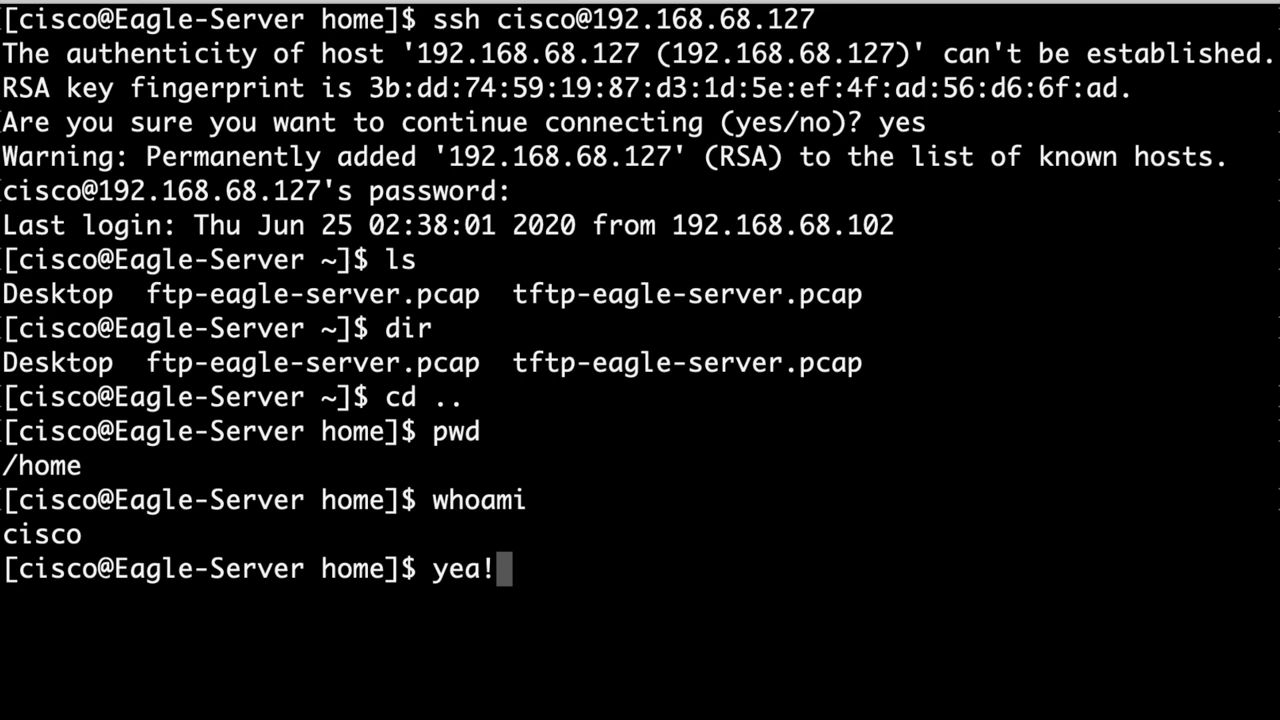 [cisco@Eagle-Server home]$ ssh cisco@192.168.68.127
The authenticity of host '192.168.68.127 (192.168.68.127)' can't be established.
RSA key fingerprint is 3b:dd:74:59:19:87:d3:1d:5e:ef:4f:ad:56:d6:6f:ad.
Are you sure you want to continue connecting (yes/no)? yes
Warning: Permanently added '192.168.68.127' (RSA) to the list of known hosts.
cisco@192.168.68.127's password:
Last login: Thu Jun 25 02:38:01 2020 from 192.168.68.102
[cisco@Eagle-Server ~]$ ls
Desktop  ftp-eagle-server.pcap  tftp-eagle-server.pcap
[cisco@Eagle-Server ~]$ dir
Desktop  ftp-eagle-server.pcap  tftp-eagle-server.pcap
[cisco@Eagle-Server ~]$ cd ..
[cisco@Eagle-Server home]$ pwd
/home
[cisco@Eagle-Server home]$ whoami
cisco
[cisco@Eagle-Server home]$ yea!